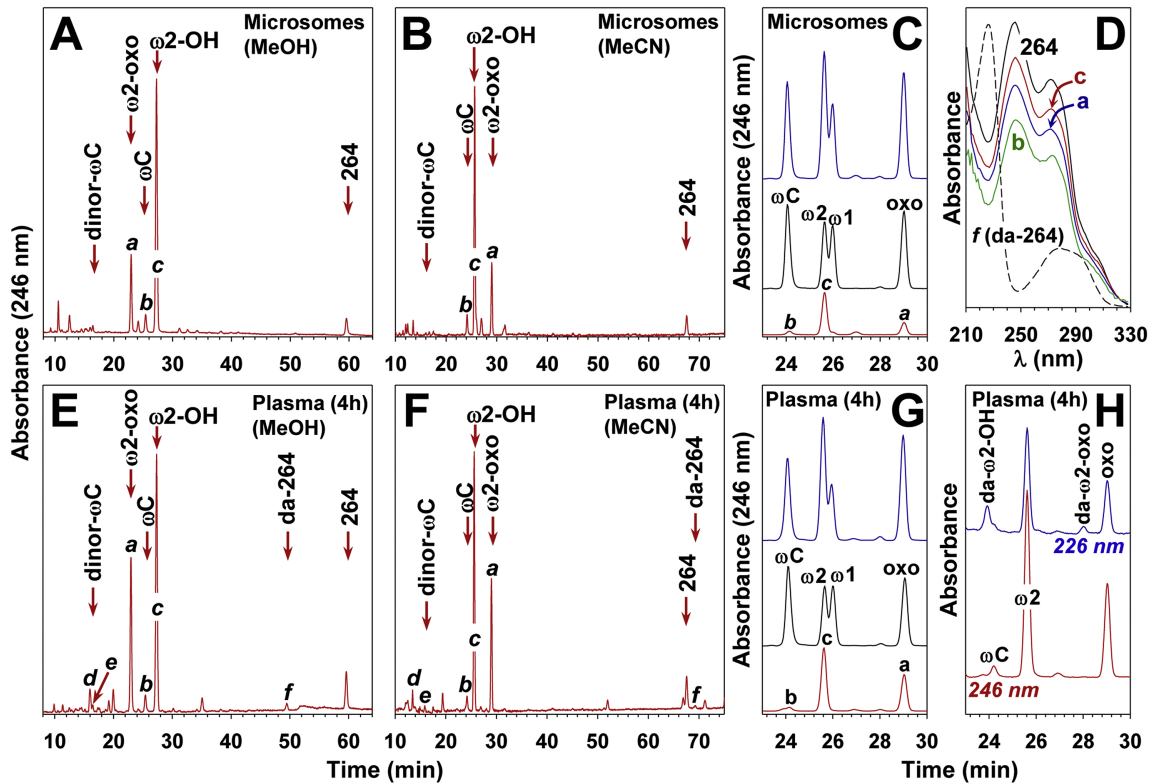 A
Microsomes
(MeOH)
ω2-OH
ω2-oxo
ωC
dinor-ωC
264
a
b
c
10 20 30 40 50 60
B
Microsomes
(MeCN)
ω2-OH
ω2-oxo
ωC
dinor-ωC
264
a
b
c
10 20 30 40 50 60 70
C
Microsomes
Absorbance (246 nm)
ωC
ω2
ω1
oxo
c
b
a
24 26 28 30
D
264
c
a
b
f (da-264)
Absorbance
210 250 290 330
λ (nm)
Absorbance (246 nm)
E
Plasma (4h)
(MeOH)
ω2-OH
ω2-oxo
ωC
dinor-ωC
da-264
264
a
b
c
d
e
f
10 20 30 40 50 60
F
Plasma (4h)
(MeCN)
ω2-OH
ω2-oxo
ωC
dinor-ωC
da-264
264
a
b
c
d
e
f
10 20 30 40 50 60 70
Time (min)
G
Plasma (4h)
Absorbance (246 nm)
ωC
ω2
ω1
oxo
c
b
a
24 26 28 30
H
Plasma (4h)
da-ω2-OH
da-ω2-oxo
oxo
226 nm
ω2
ωC
246 nm
Absorbance
24 26 28 30
Time (min)